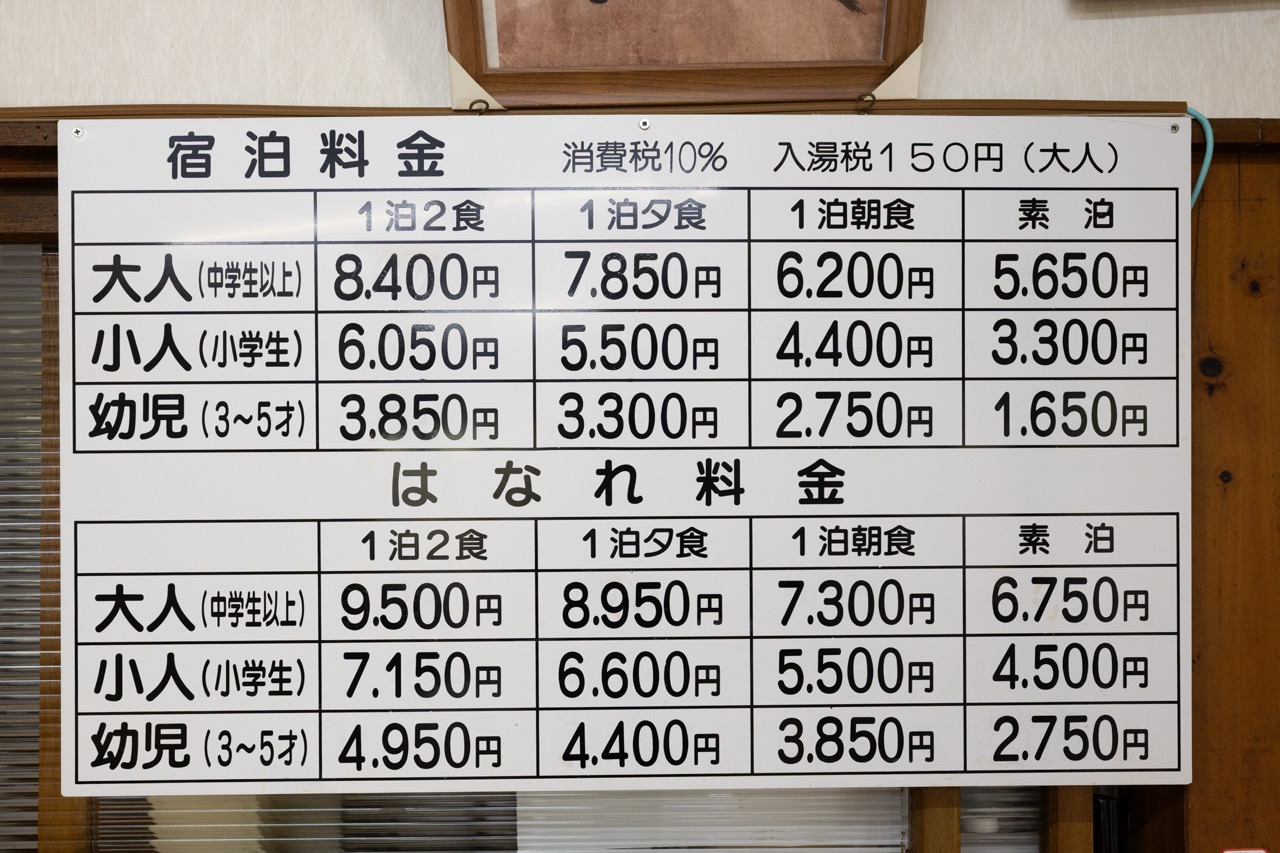 宿泊料金 消費税10% 入湯税150円（大人）
1泊2食 1泊夕食 1泊朝食 素泊
大人（中学生以上） 8.400円 7.850円 6.200円 5.650円
小人（小学生） 6.050円 5.500円 4.400円 3.300円
幼児（3〜5才） 3.850円 3.300円 2.750円 1.650円
はなれ料金
1泊2食 1泊夕食 1泊朝食 素泊
大人（中学生以上） 9.500円 8.950円 7.300円 6.750円
小人（小学生） 7.150円 6.600円 5.500円 4.500円
幼児（3〜5才） 4.950円 4.400円 3.850円 2.750円